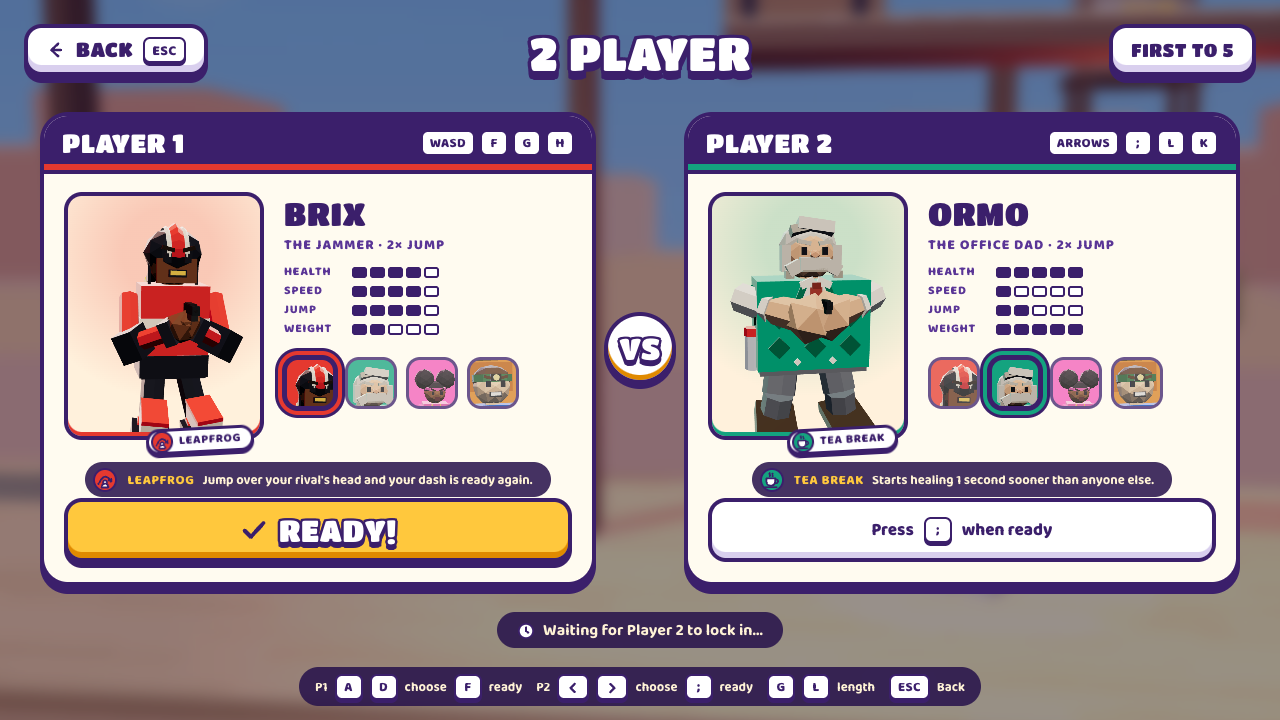 BACK ESC
2 PLAYER
FIRST TO 5
PLAYER 1
WASD F G H
BRIX
THE JAMMER · 2× JUMP
HEALTH
SPEED
JUMP
WEIGHT
LEAPFROG
LEAPFROG Jump over your rival's head and your dash is ready again.
READY!
VS
PLAYER 2
ARROWS ; L K
ORMO
THE OFFICE DAD · 2× JUMP
HEALTH
SPEED
JUMP
WEIGHT
TEA BREAK
TEA BREAK Starts healing 1 second sooner than anyone else.
Press ; when ready
Waiting for Player 2 to lock in...
P1 A D choose F ready P2 < > choose ; ready G L length ESC Back